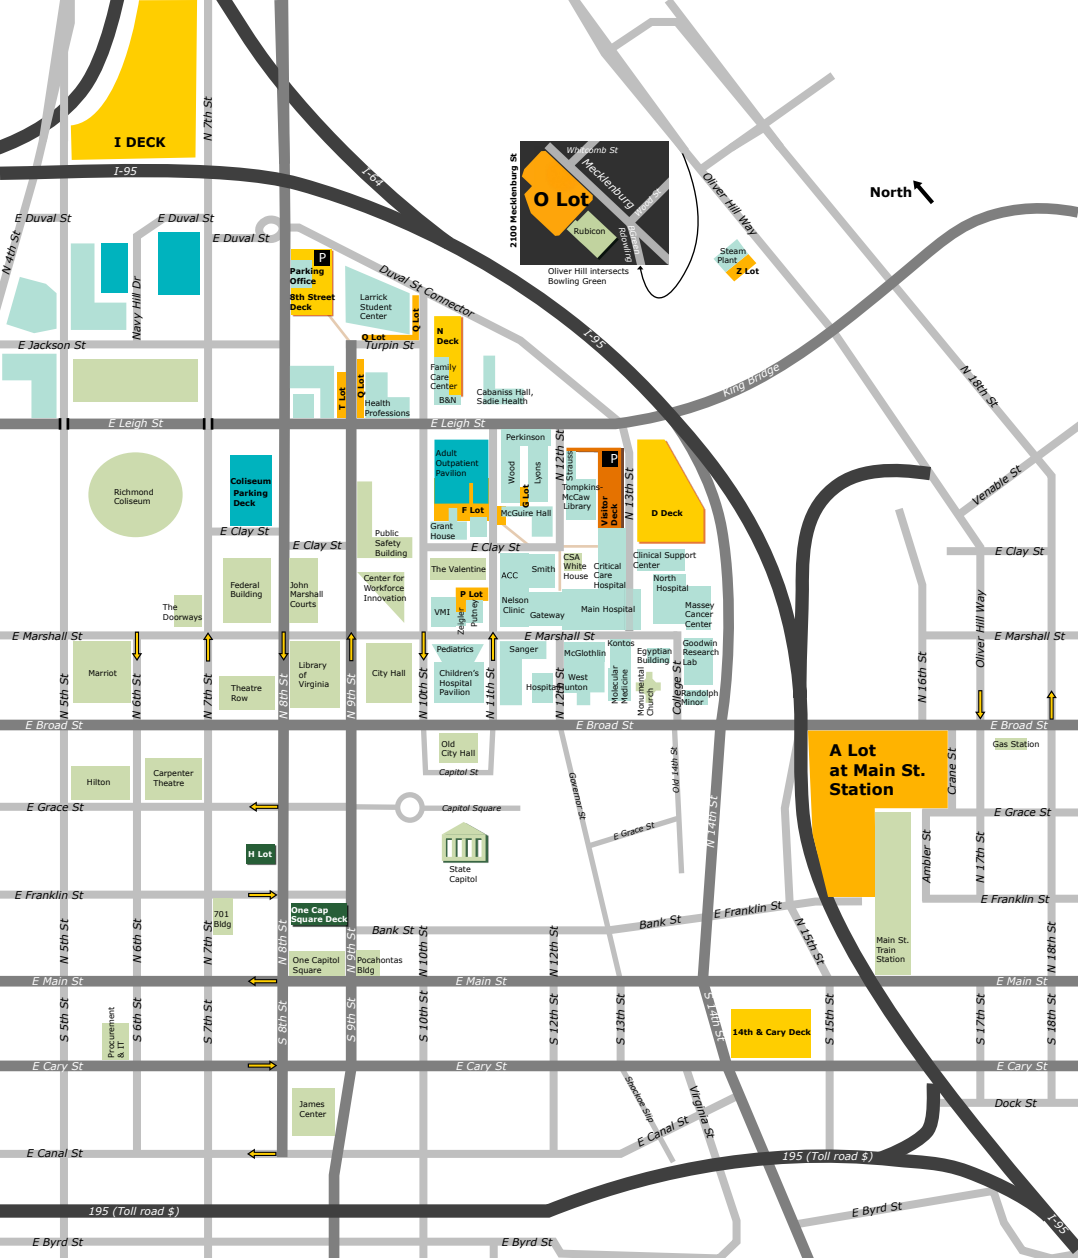 I DECK
N 7th St
I-95
I-64
E Duval St
E Duval St
E Duval St
N 4th St
Navy Hill Dr
E Jackson St
P
Parking
Office
8th Street
Deck
Larrick
Student
Center
Q Lot
Q Lot
Turpin St
Duval St Connector
N
Deck
Family
Care
Center
B&N
T Lot
Q Lot
Health
Professions
Cabaniss Hall,
Sadie Health
I-95
King Bridge
2100 Mecklenburg St
Whitcomb St
Mecklenburg
Wood St
O Lot
Rubicon
Oliver Hill intersects
Bowling Green
Oliver Hill Way
North
Steam
Plant
Z Lot
N 18th St
Venable St
E Leigh St
E Leigh St
Richmond
Coliseum
Coliseum
Parking
Deck
E Clay St
E Clay St
Public
Safety
Building
Adult
Outpatient
Pavilion
Perkinson
Wood
Lyons
G Lot
F Lot
McGuire Hall
Grant
House
E Clay St
N 12th St
Strauss
Tompkins-
McCaw
Library
P
Visitor
Deck
N 13th St
D Deck
Clinical Support
Center
E Clay St
Federal
Building
John
Marshall
Courts
Center for
Workforce
Innovation
The Valentine
P Lot
VMI
Zeigler
Putney
ACC
Smith
CSA
White
House
Critical
Care
Hospital
North
Hospital
Nelson
Clinic
Gateway
Main Hospital
Massey
Cancer
Center
The
Doorways
E Marshall St
E Marshall St
E Marshall St
Marriot
Theatre
Row
Library
of
Virginia
City Hall
Pediatrics
Children's
Hospital
Pavilion
Sanger
Hospital
McGlothlin
West
Hunton
Kontos
Molecular
Medicine
Egyptian
Building
Monumental
Church
College St
Goodwin
Research
Lab
Randolph
Minor
N 5th St
N 6th St
N 7th St
N 8th St
N 9th St
N 10th St
N 11th St
N 12th St
N 16th St
Oliver Hill Way
E Broad St
E Broad St
E Broad St
Old
City Hall
Capitol St
Hilton
Carpenter
Theatre
E Grace St
Capitol Square
State
Capitol
Governor St
E Grace St
Old 14th St
N 14th St
A Lot
at Main St.
Station
Crane St
Gas Station
E Grace St
Ambler St
N 17th St
H Lot
E Franklin St
One Cap
Square Deck
701
Bldg
Bank St
Bank St
E Franklin St
E Franklin St
N 5th St
N 6th St
N 7th St
N 8th St
N 9th St
N 10th St
N 12th St
N 15th St
N 18th St
One Capitol
Square
Pocahontas
Bldg
Main St.
Train
Station
E Main St
E Main St
E Main St
S 5th St
Procurement
& IT
S 6th St
S 7th St
S 8th St
S 9th St
S 10th St
S 12th St
S 13th St
S 14th St
14th & Cary Deck
S 15th St
S 17th St
S 18th St
E Cary St
E Cary St
E Cary St
James
Center
Shockoe Slip
Virginia St
E Canal St
Dock St
E Canal St
195 (Toll road $)
195 (Toll road $)
E Byrd St
I-95
E Byrd St
E Byrd St